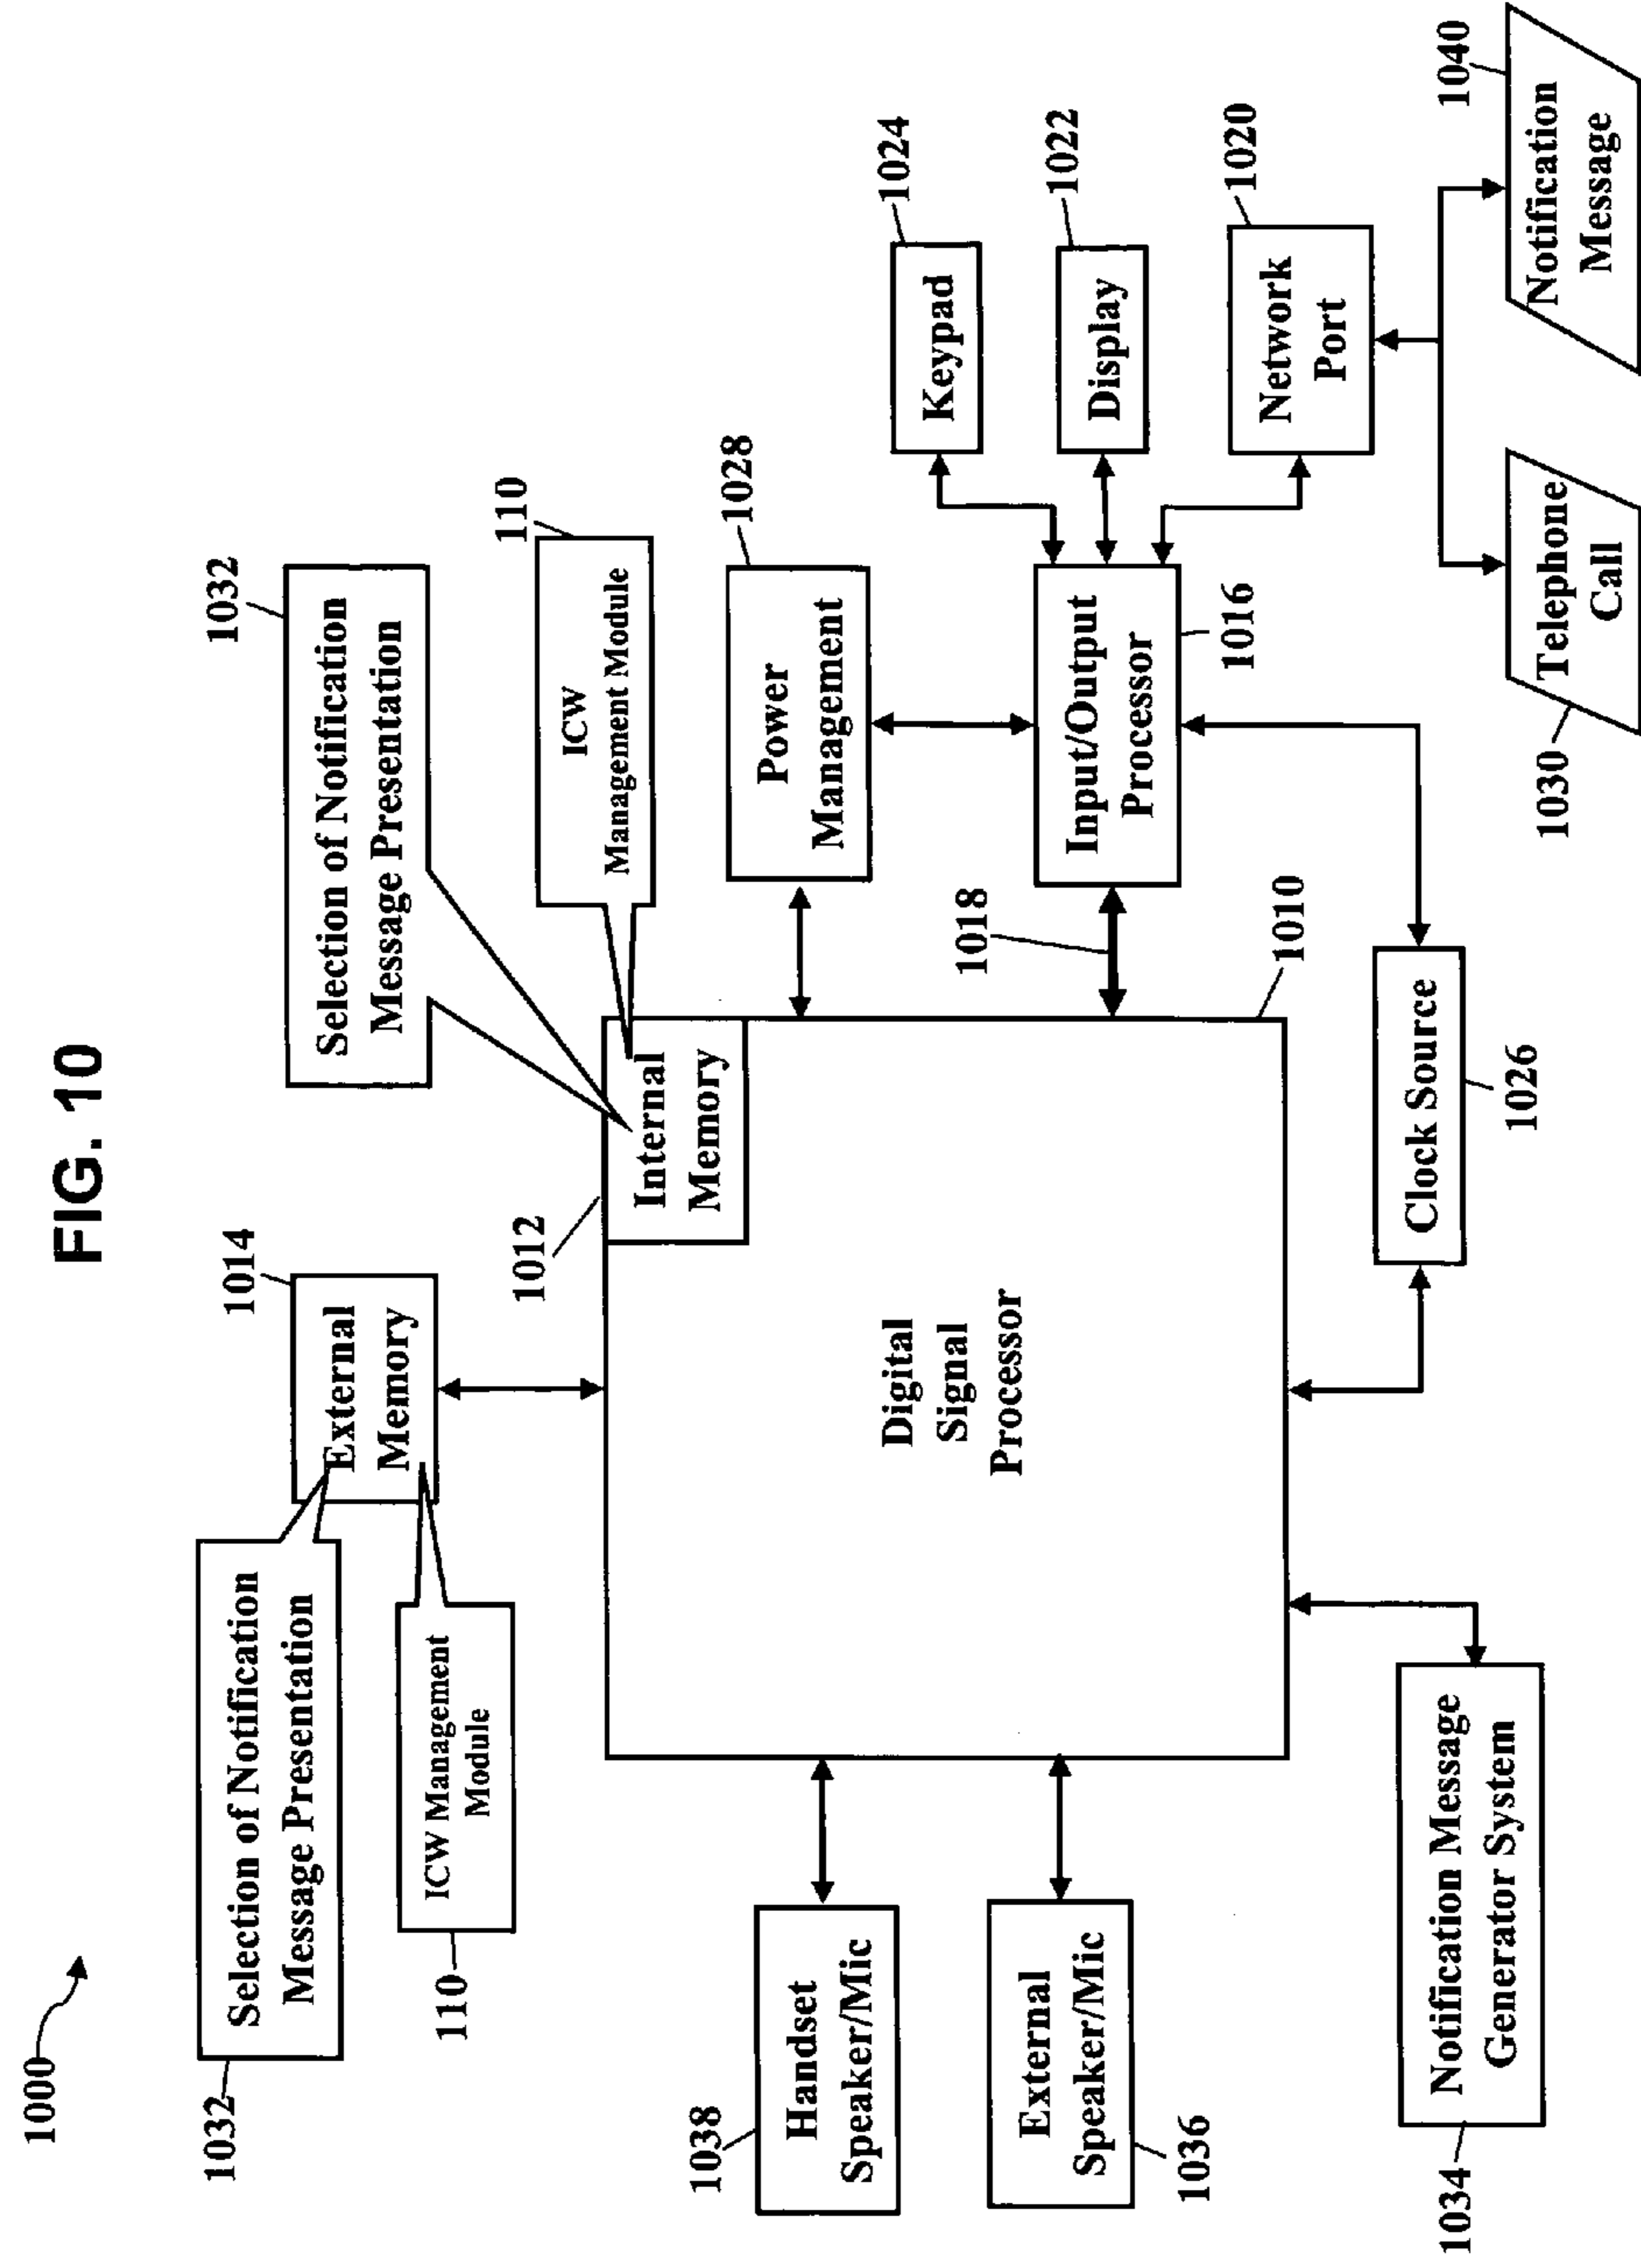 FIG. 10
1000
1032
Selection of Notification
Message Presentation
110
ICW Management
Module
1014
External
Memory
1032
Selection of Notification
Message Presentation
110
ICW
Management Module
1012
Internal
Memory
Digital
Signal
Processor
1010
1038
Handset
Speaker/Mic
External
Speaker/Mic
1036
Notification Message
Generator System
1034
1028
Power
Management
1018
Input/Output
Processor
1016
1024
Keypad
1022
Display
1020
Network
Port
Clock Source
1026
Telephone
Call
1030
1040
Notification
Message